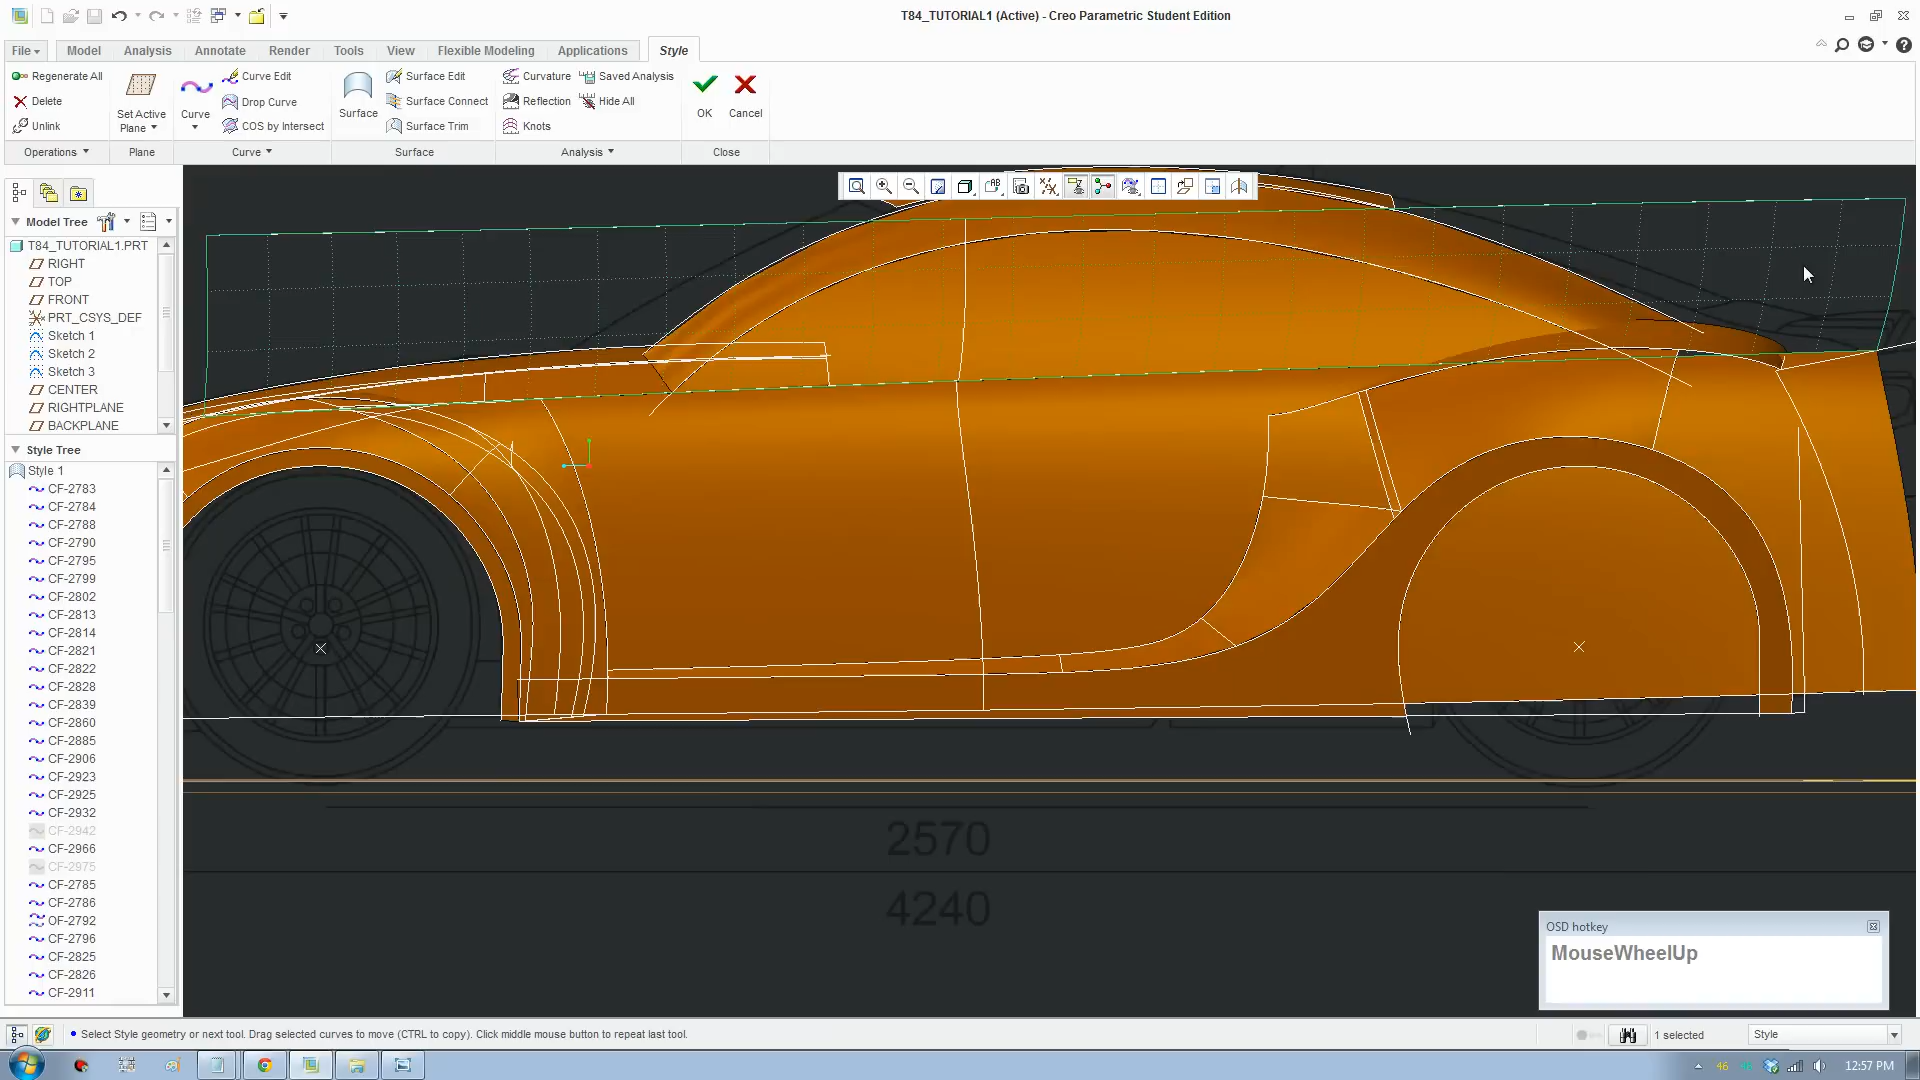 T84_TUTORIAL1 (Active) - Creo Parametric Student Edition
File
Model
Analysis
Annotate
Render
Tools
View
Flexible Modeling
Applications
Style
Regenerate All
Delete
Unlink
Set Active
Plane
Curve
Curve Edit
Drop Curve
COS by Intersect
Surface
Surface Edit
Surface Connect
Surface Trim
Curvature
Reflection
Knots
Saved Analysis
Hide All
OK
Cancel
Operations
Plane
Curve
Surface
Analysis
Close
Model Tree
T84_TUTORIAL1.PRT
RIGHT
TOP
FRONT
PRT_CSYS_DEF
Sketch 1
Sketch 2
Sketch 3
CENTER
RIGHTPLANE
BACKPLANE
Style Tree
Style 1
CF-2783
CF-2784
CF-2788
CF-2790
CF-2795
CF-2799
CF-2802
CF-2813
CF-2814
CF-2821
CF-2822
CF-2828
CF-2839
CF-2860
CF-2885
CF-2906
CF-2923
CF-2925
CF-2932
CF-2942
CF-2966
CF-2975
CF-2785
CF-2786
OF-2792
CF-2796
CF-2825
CF-2826
CF-2911
2570
4240
OSD hotkey
MouseWheelUp
Select Style geometry or next tool. Drag selected curves to move (CTRL to copy). Click middle mouse button to repeat last tool.
1 selected
Style
46
12:57 PM